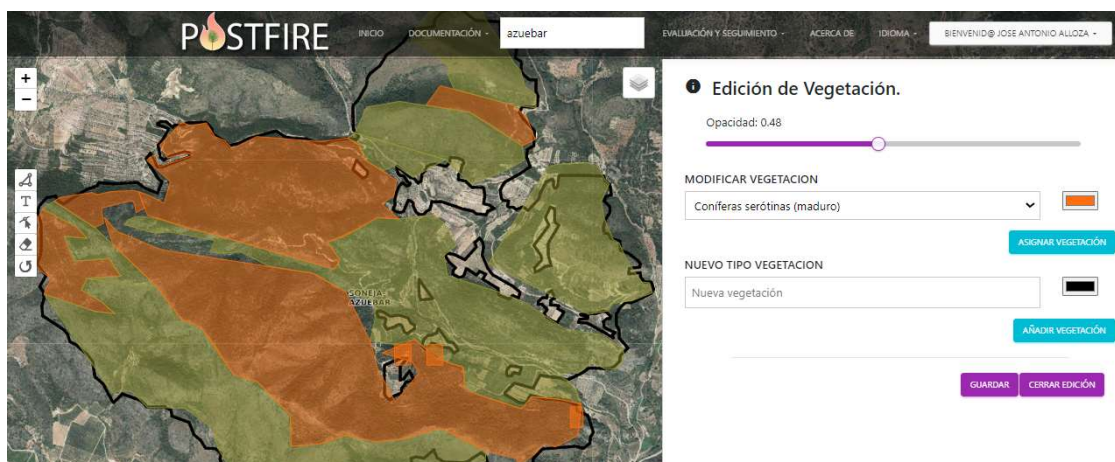 POSTFIRE
INICIO
DOCUMENTACIÓN
azuebar
EVALUACIÓN Y SEGUIMIENTO
ACERCA DE
IDIOMA
BIENVENID@ JOSE ANTONIO ALLOZA
+
-
T
SONEJA-
AZUEBAR
Edición de Vegetación.
Opacidad: 0.48
MODIFICAR VEGETACION
Coníferas serótinas (maduro)
ASIGNAR VEGETACIÓN
NUEVO TIPO VEGETACION
Nueva vegetación
AÑADIR VEGETACIÓN
GUARDAR
CERRAR EDICIÓN